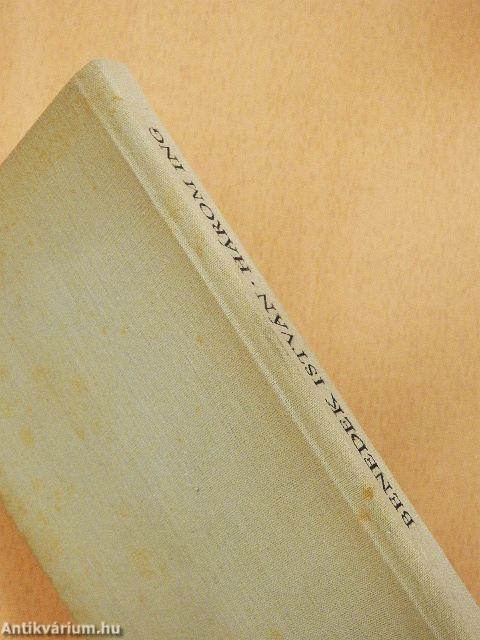 BENEDEK ISTVÁN · HÁROM ING
Antikvárium.hu